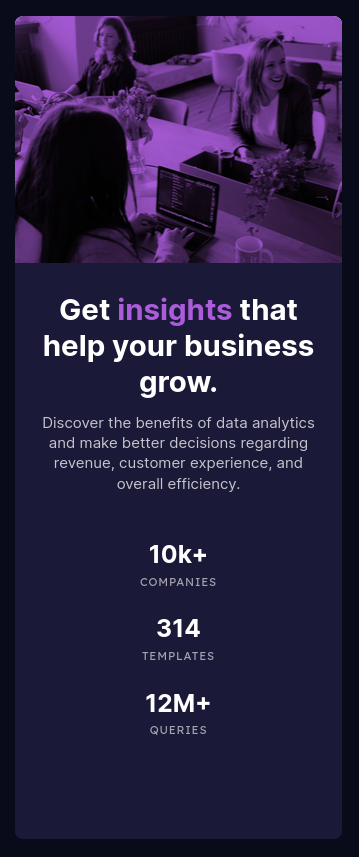 Get insights that
help your business
grow.
Discover the benefits of data analytics
and make better decisions regarding
revenue, customer experience, and
overall efficiency.
10k+
COMPANIES
314
TEMPLATES
12M+
QUERIES